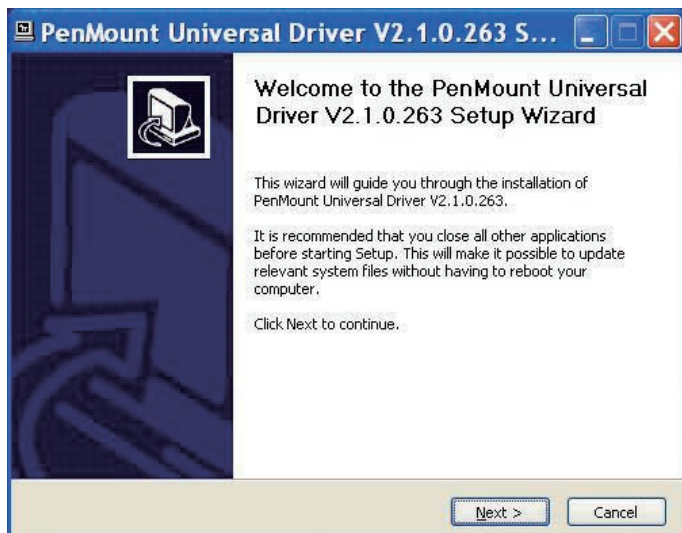 PenMount Universal Driver V2.1.0.263 S...
Welcome to the PenMount Universal
Driver V2.1.0.263 Setup Wizard
This wizard will guide you through the installation of
PenMount Universal Driver V2.1.0.263.
It is recommended that you close all other applications
before starting Setup. This will make it possible to update
relevant system files without having to reboot your
computer.
Click Next to continue.
Next >
Cancel